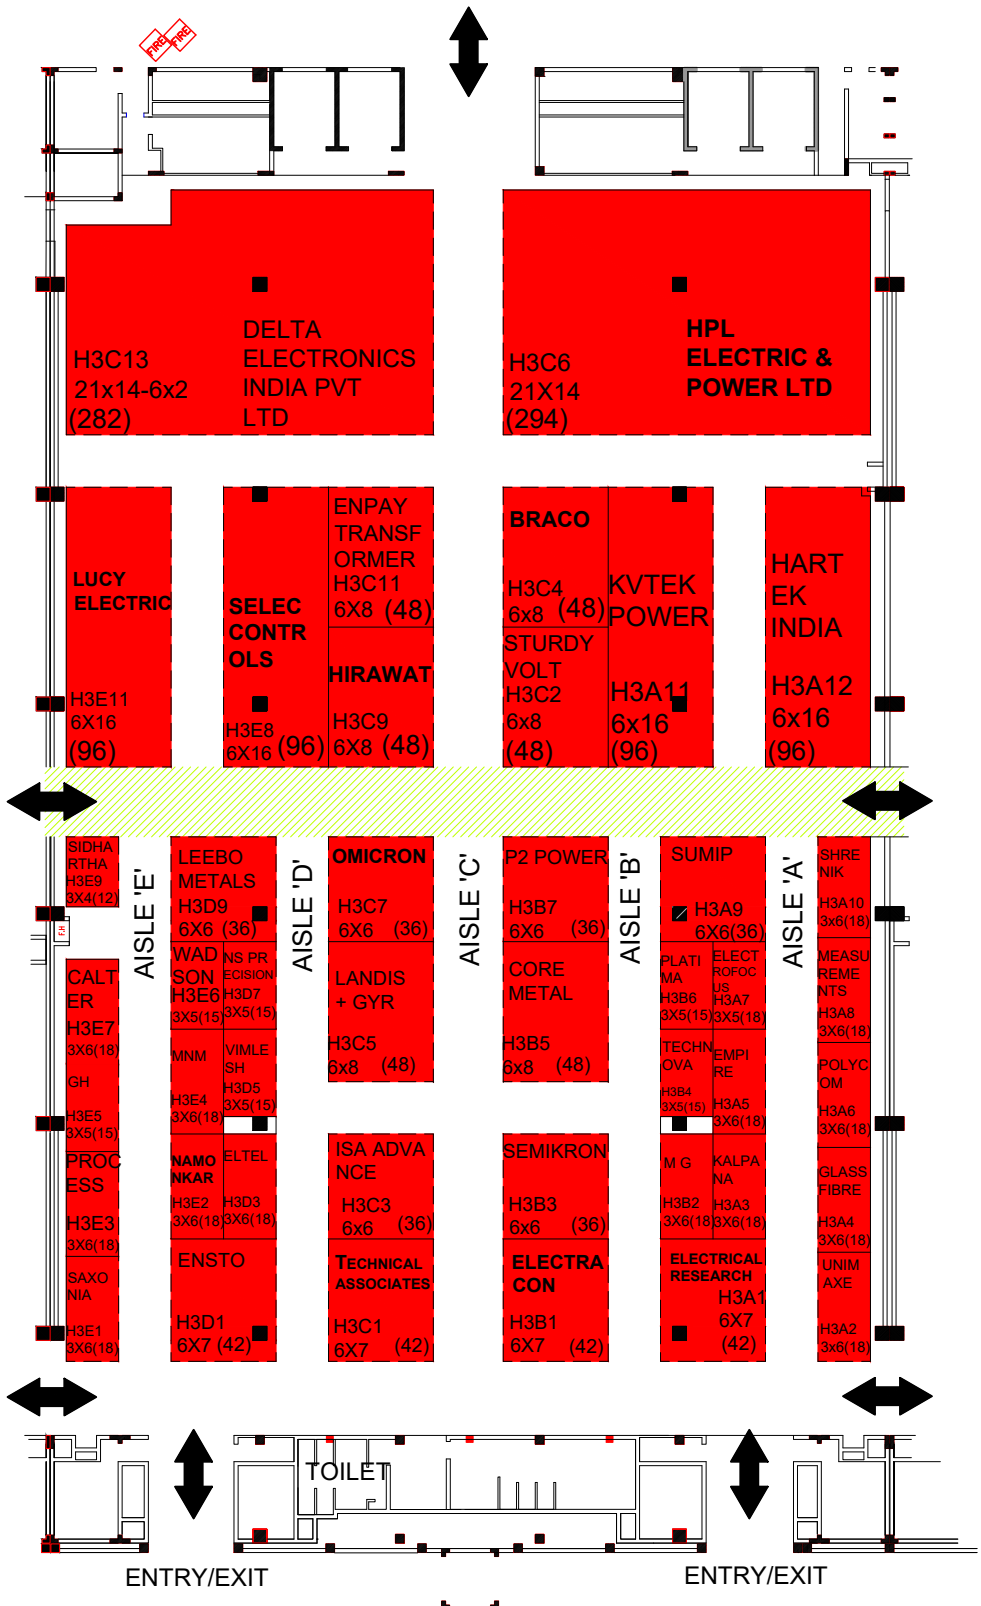 FIRE
FIRE
DELTA
ELECTRONICS
INDIA PVT
LTD
H3C13
21x14-6x2
(282)
HPL
ELECTRIC &
POWER LTD
H3C6
21X14
(294)
LUCY
ELECTRIC
H3E11
6X16
(96)
SELEC
CONTR
OLS
H3E8
6X16 (96)
ENPAY
TRANSF
ORMER
H3C11
6X8 (48)
HIRAWAT
H3C9
6X8 (48)
BRACO
H3C4
6x8 (48)
STURDY
VOLT
H3C2
6x8
(48)
KVTEK
POWER
H3A11
6x16
(96)
HART
EK
INDIA
H3A12
6x16
(96)
SIDHA
RTHA
H3E9
3X4(12)
F.H
CALT
ER
H3E7
3X6(18)
GH
H3E5
3X5(15)
PROC
ESS
H3E3
3X6(18)
SAXO
NIA
H3E1
3X6(18)
AISLE 'E'
LEEBO
METALS
H3D9
6X6 (36)
WAD
SON
H3E6
3X5(15)
NS PR
ECISION
H3D7
3X5(15)
MNM
H3E4
3X6(18)
VIMLE
SH
H3D5
3X5(15)
NAMO
NKAR
H3E2
3X6(18)
ELTEL
H3D3
3X6(18)
ENSTO
H3D1
6X7 (42)
AISLE 'D'
OMICRON
H3C7
6X6 (36)
LANDIS
+ GYR
H3C5
6x8 (48)
ISA ADVA
NCE
H3C3
6x6 (36)
TECHNICAL
ASSOCIATES
H3C1
6X7 (42)
AISLE 'C'
P2 POWER
H3B7
6X6 (36)
CORE
METAL
H3B5
6x8 (48)
SEMIKRON
H3B3
6x6 (36)
ELECTRA
CON
H3B1
6X7 (42)
AISLE 'B'
SUMIP
H3A9
6X6(36)
PLATI
MA
H3B6
3X5(15)
ELECT
ROFOC
US
H3A7
3X5(18)
TECHN
OVA
H3B4
3X5(15)
EMPI
RE
H3A5
3X6(18)
M G
H3B2
3X6(18)
KALPA
NA
H3A3
3X6(18)
ELECTRICAL
RESEARCH
H3A1
6X7
(42)
AISLE 'A'
SHRE
NIK
H3A10
3x6(18)
MEASU
REME
NTS
H3A8
3X6(18)
POLYC
OM
H3A6
3X6(18)
GLASS
FIBRE
H3A4
3X6(18)
UNIM
AXE
H3A2
3x6(18)
TOILET
ENTRY/EXIT
ENTRY/EXIT